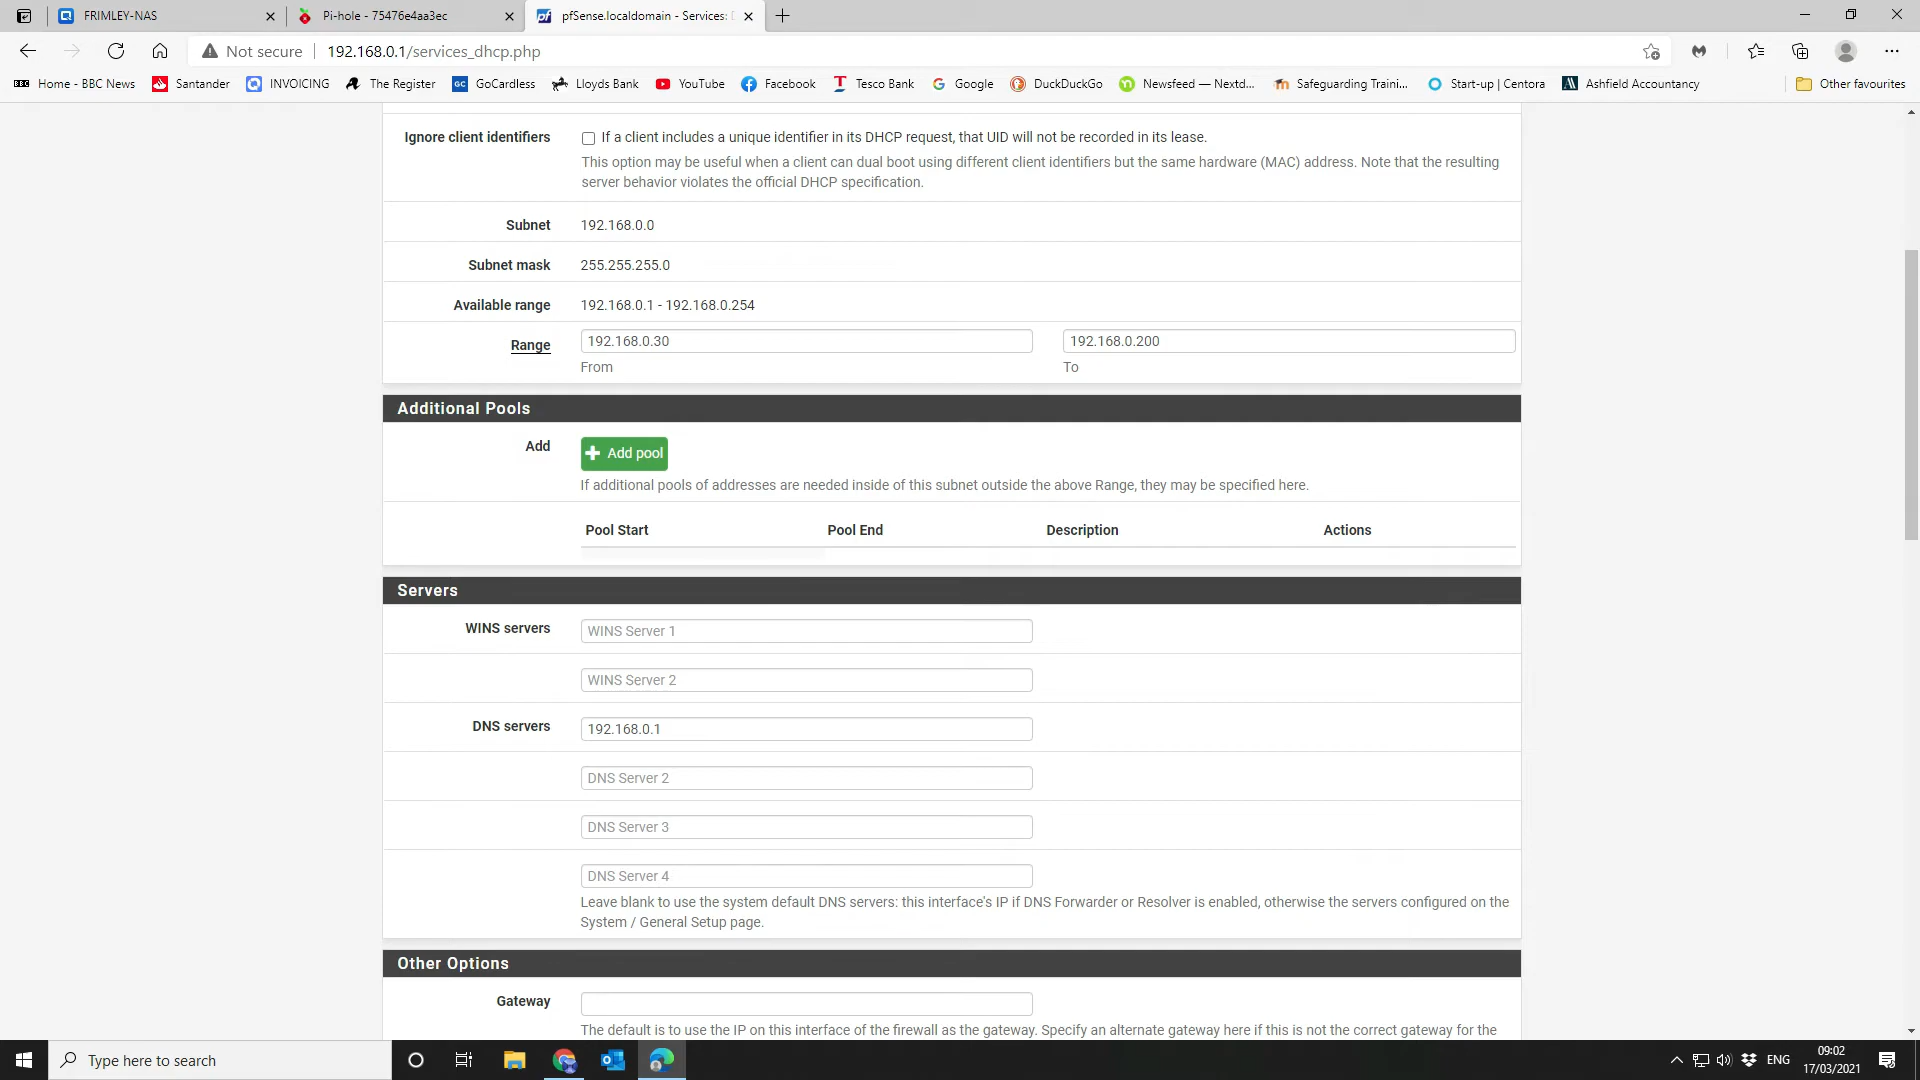 FRIMLEY-NAS
Pi-hole - 75476e4aa3ec
pfSense.localdomain - Services: D
Not secure
192.168.0.1/services_dhcp.php
Home - BBC News
Santander
INVOICING
The Register
GC
GoCardless
Lloyds Bank
YouTube
Facebook
Tesco Bank
Google
DuckDuckGo
Newsfeed — Nextd...
Safeguarding Traini...
Start-up | Centora
Ashfield Accountancy
Other favourites
Ignore client identifiers
If a client includes a unique identifier in its DHCP request, that UID will not be recorded in its lease.
This option may be useful when a client can dual boot using different client identifiers but the same hardware (MAC) address. Note that the resulting
server behavior violates the official DHCP specification.
Subnet
192.168.0.0
Subnet mask
255.255.255.0
Available range
192.168.0.1 - 192.168.0.254
Range
192.168.0.30
192.168.0.200
From
To
Additional Pools
Add
Add pool
If additional pools of addresses are needed inside of this subnet outside the above Range, they may be specified here.
Pool Start
Pool End
Description
Actions
Servers
WINS servers
WINS Server 1
WINS Server 2
DNS servers
192.168.0.1
DNS Server 2
DNS Server 3
DNS Server 4
Leave blank to use the system default DNS servers: this interface's IP if DNS Forwarder or Resolver is enabled, otherwise the servers configured on the
System / General Setup page.
Other Options
Gateway
The default is to use the IP on this interface of the firewall as the gateway. Specify an alternate gateway here if this is not the correct gateway for the
Type here to search
ENG
09:02
17/03/2021